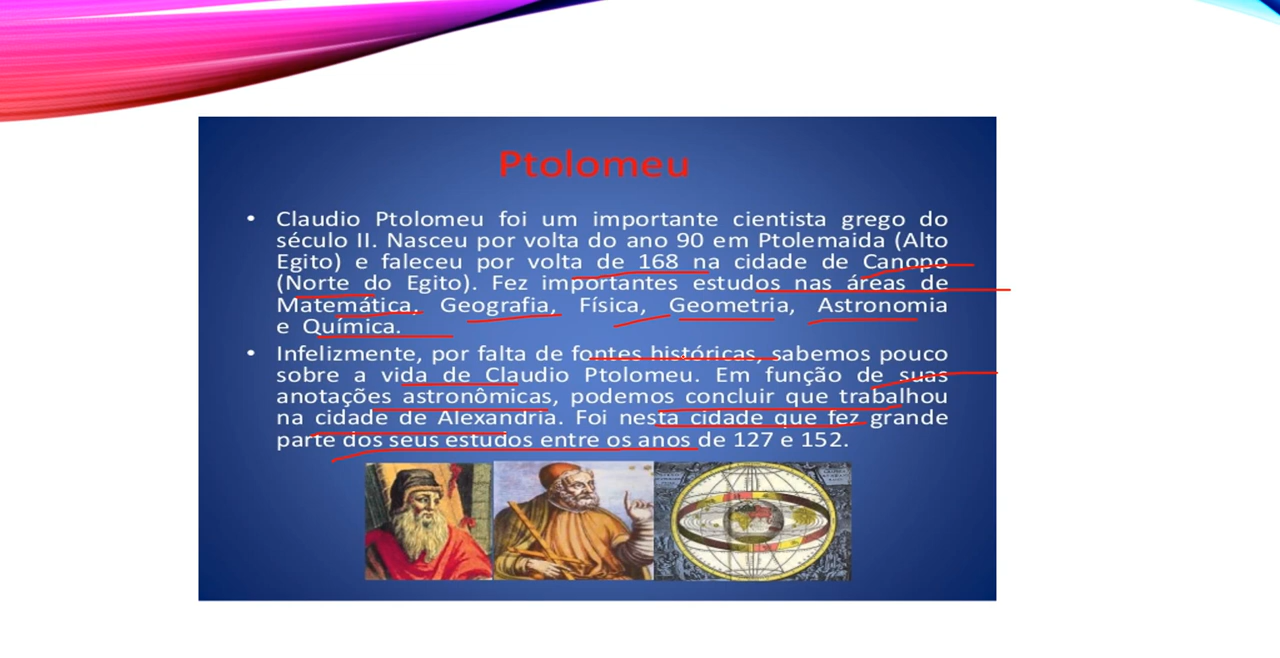 Ptolomeu
• Claudio Ptolomeu foi um importante cientista grego do
século II. Nasceu por volta do ano 90 em Ptolemaida (Alto
Egito) e faleceu por volta de 168 na cidade de Canopo
(Norte do Egito). Fez importantes estudos nas áreas de
Matemática, Geografia, Física, Geometria, Astronomia
e Química.
• Infelizmente, por falta de fontes históricas, sabemos pouco
sobre a vida de Claudio Ptolomeu. Em função de suas
anotações astronômicas, podemos concluir que trabalhou
na cidade de Alexandria. Foi nesta cidade que fez grande
parte dos seus estudos entre os anos de 127 e 152.